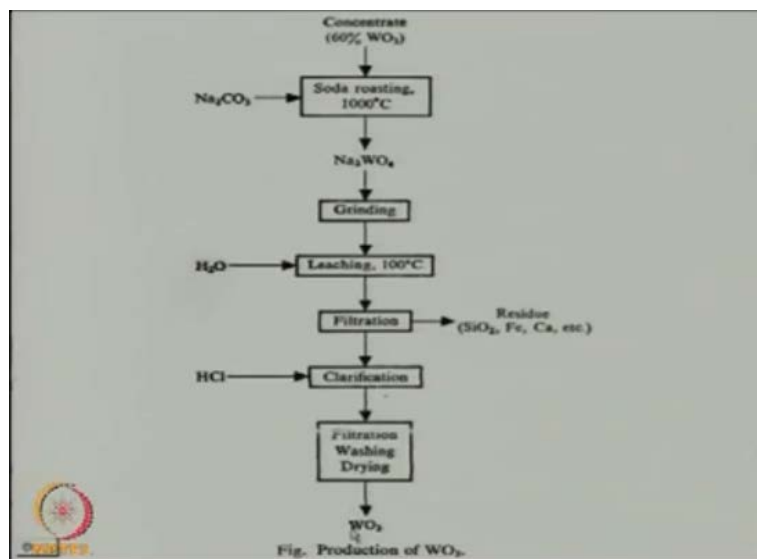 Concentrate
(60% WO₃)
Soda roasting,
1000°C
Na₂CO₃
Na₂WO₄
Grinding
H₂O
Leaching, 100°C
Filtration
Residue
(SiO₂, Fe, Ca, etc.)
HCl
Clarification
Filtration
Washing
Drying
WO₃
Fig. Production of WO₃.